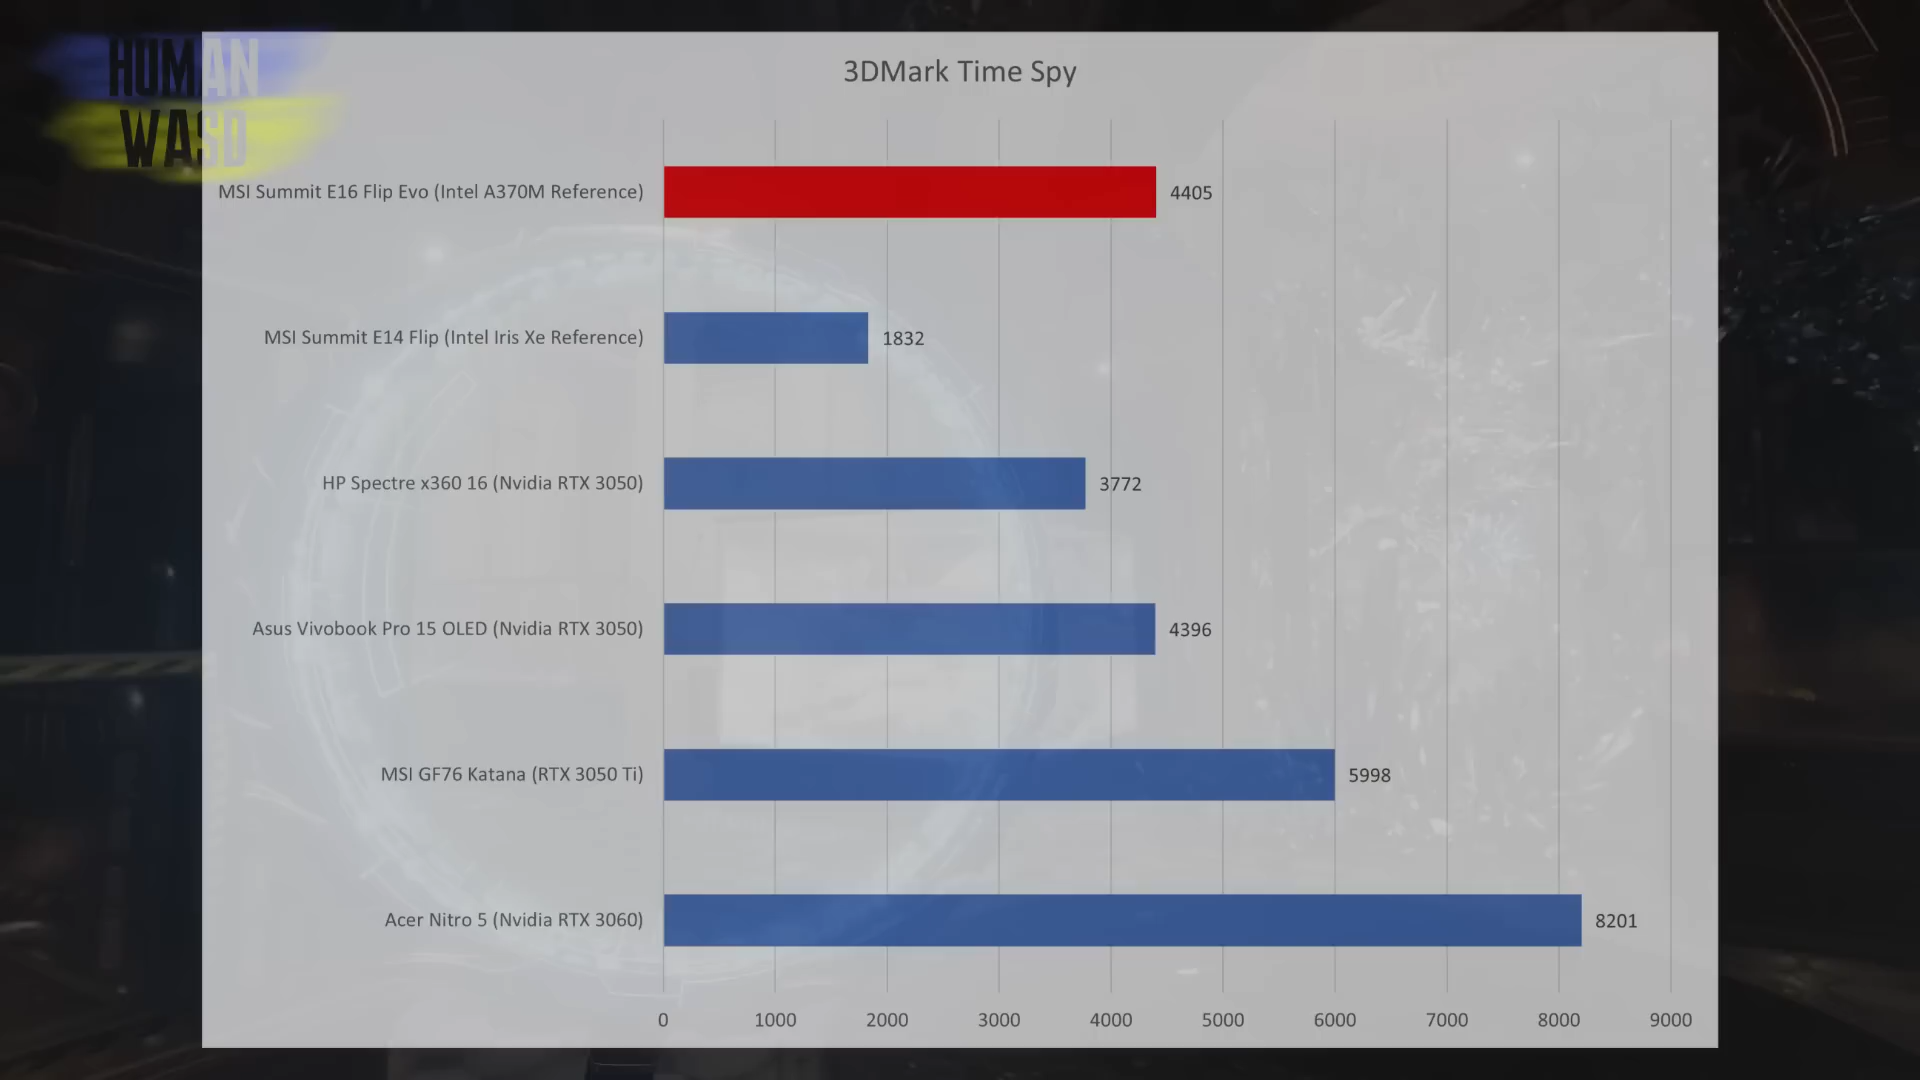 HUMAN
WASD
3DMark Time Spy
MSI Summit E16 Flip Evo (Intel A370M Reference) 4405
MSI Summit E14 Flip (Intel Iris Xe Reference) 1832
HP Spectre x360 16 (Nvidia RTX 3050) 3772
Asus Vivobook Pro 15 OLED (Nvidia RTX 3050) 4396
MSI GF76 Katana (RTX 3050 Ti) 5998
Acer Nitro 5 (Nvidia RTX 3060) 8201
0 1000 2000 3000 4000 5000 6000 7000 8000 9000